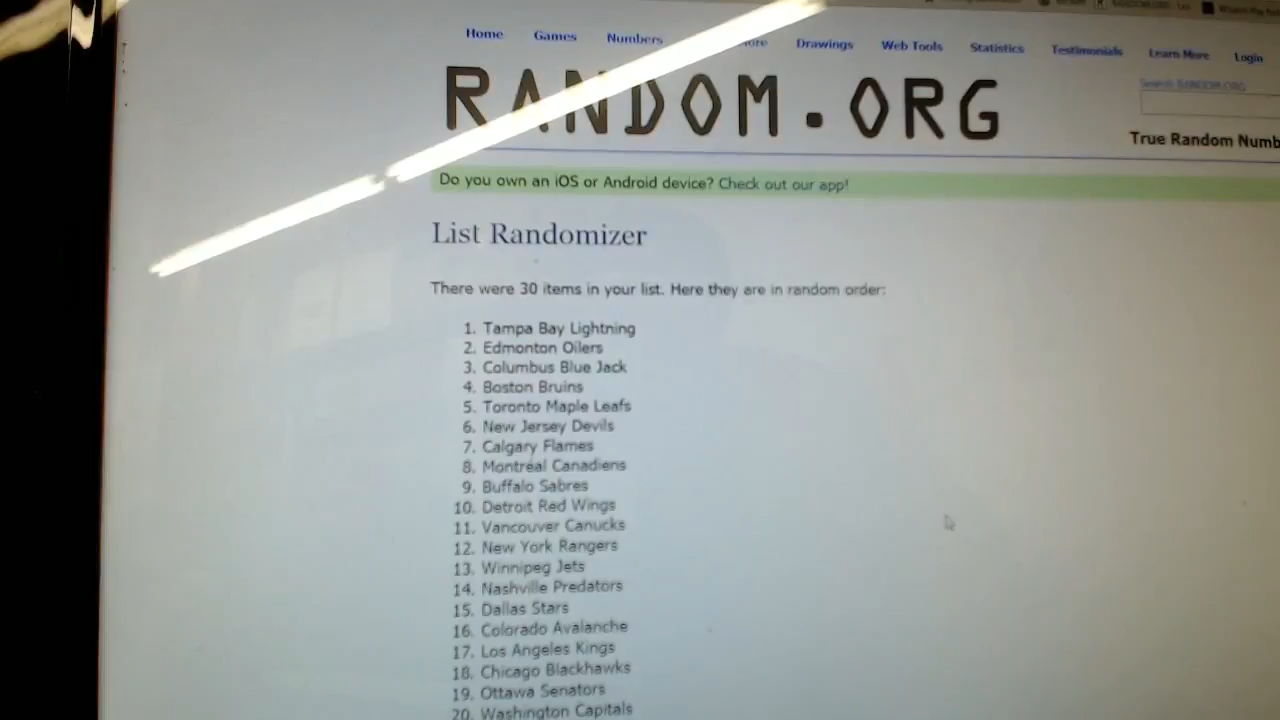 Home Games Numbers Drawings Web Tools Statistics Testimonials Learn More Login
RANDOM.ORG
Search RANDOM.ORG
True Random
Do you own an iOS or Android device? Check out our app!
List Randomizer
There were 30 items in your list. Here they are in random order:
1. Tampa Bay Lightning
2. Edmonton Oilers
3. Columbus Blue Jack
4. Boston Bruins
5. Toronto Maple Leafs
6. New Jersey Devils
7. Calgary Flames
8. Montreal Canadiens
9. Buffalo Sabres
10. Detroit Red Wings
11. Vancouver Canucks
12. New York Rangers
13. Winnipeg Jets
14. Nashville Predators
15. Dallas Stars
16. Colorado Avalanche
17. Los Angeles Kings
18. Chicago Blackhawks
19. Ottawa Senators
20. Washington Capitals